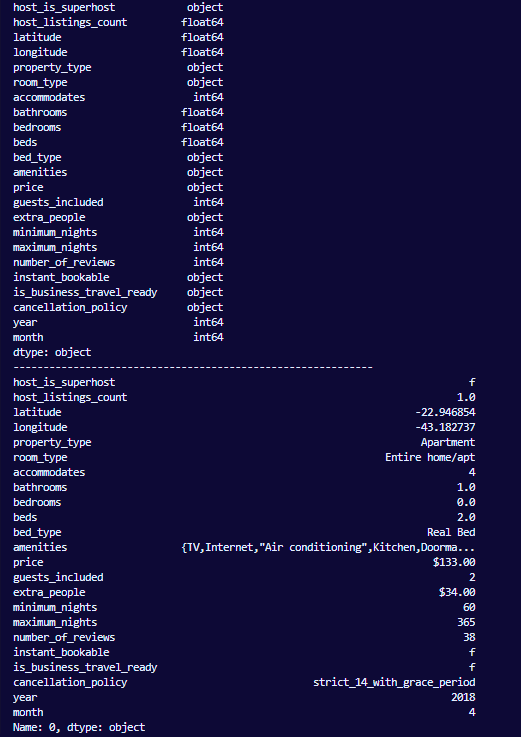 host_is_superhost object
host_listings_count float64
latitude float64
longitude float64
property_type object
room_type object
accommodates int64
bathrooms float64
bedrooms float64
beds float64
bed_type object
amenities object
price object
guests_included int64
extra_people object
minimum_nights int64
maximum_nights int64
number_of_reviews int64
instant_bookable object
is_business_travel_ready object
cancellation_policy object
year int64
month int64
dtype: object
------------------------------------------------------------
host_is_superhost f
host_listings_count 1.0
latitude -22.946854
longitude -43.182737
property_type Apartment
room_type Entire home/apt
accommodates 4
bathrooms 1.0
bedrooms 0.0
beds 2.0
bed_type Real Bed
amenities {TV,Internet,"Air conditioning",Kitchen,Doorma...
price $133.00
guests_included 2
extra_people $34.00
minimum_nights 60
maximum_nights 365
number_of_reviews 38
instant_bookable f
is_business_travel_ready f
cancellation_policy strict_14_with_grace_period
year 2018
month 4
Name: 0, dtype: object